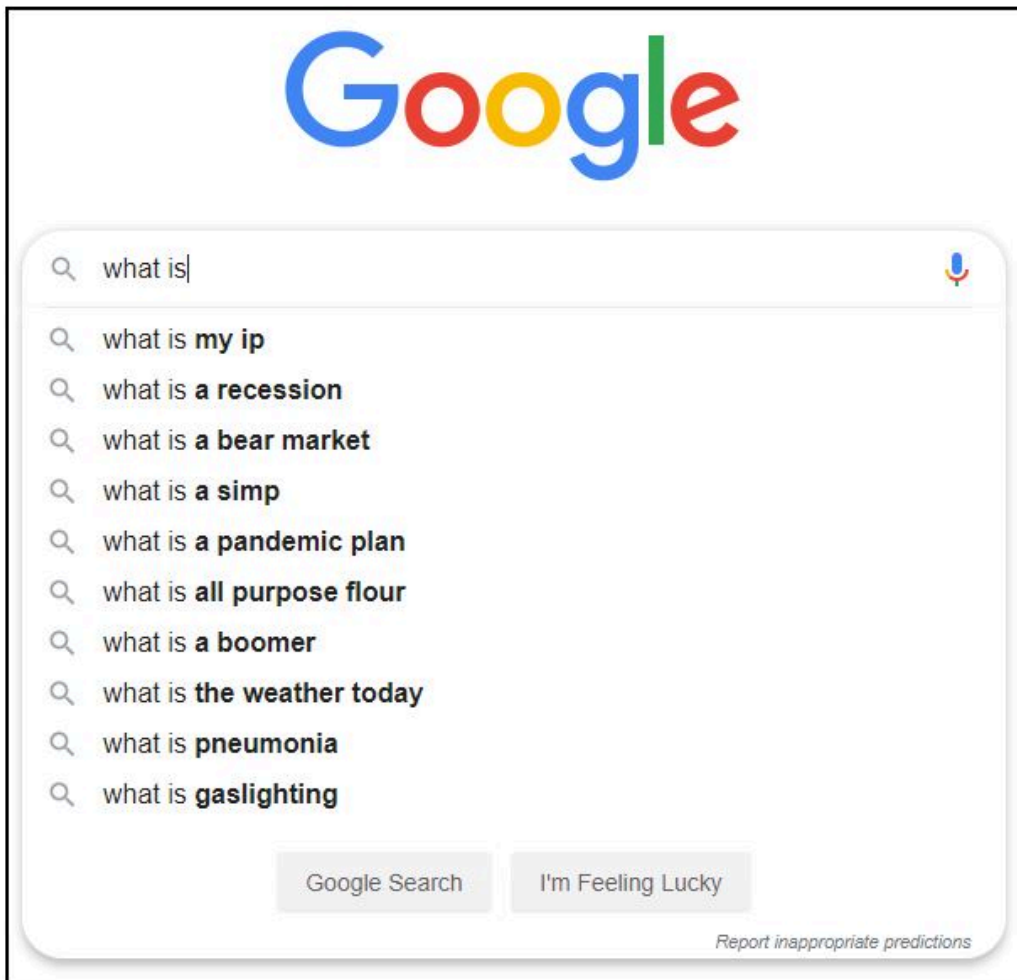 Google
what is
what is my ip
what is a recession
what is a bear market
what is a simp
what is a pandemic plan
what is all purpose flour
what is a boomer
what is the weather today
what is pneumonia
what is gaslighting
Google Search I'm Feeling Lucky
Report inappropriate predictions